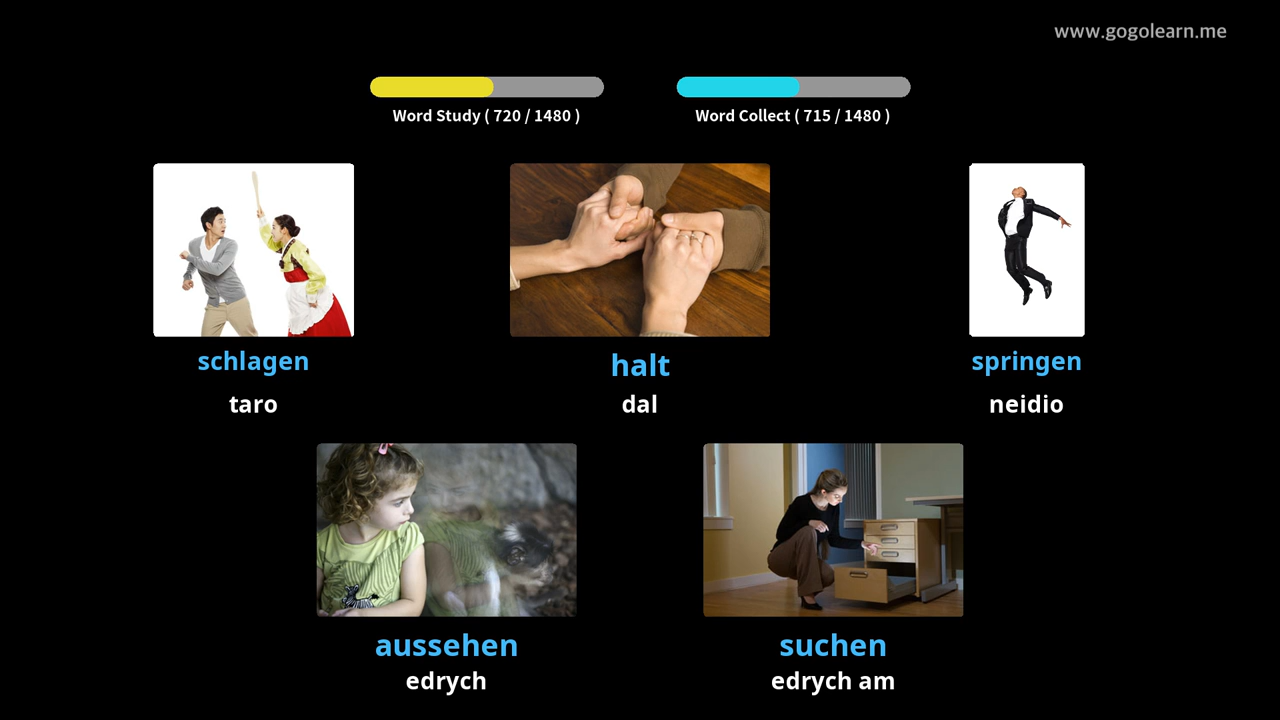 www.gogolearn.me
Word Study ( 720 / 1480 )
Word Collect ( 715 / 1480 )
schlagen
taro
halt
dal
springen
neidio
aussehen
edrych
suchen
edrych am